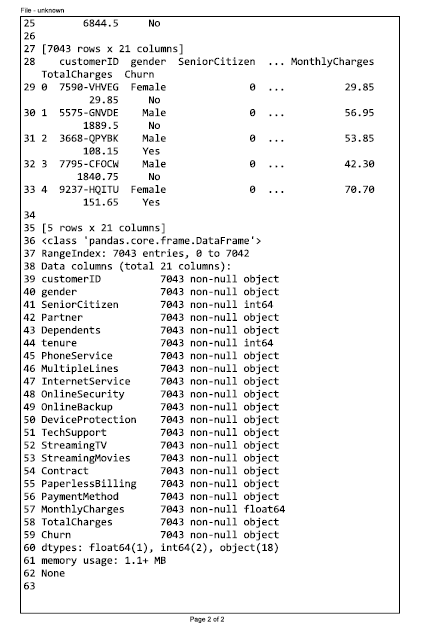 File - unknown
25 6844.5 No
26
27 [7043 rows x 21 columns]
28 customerID gender SeniorCitizen ... MonthlyCharges
TotalCharges Churn
29 0 7590-VHVEG Female 0 ... 29.85
29.85 No
30 1 5575-GNVDE Male 0 ... 56.95
1889.5 No
31 2 3668-QPYBK Male 0 ... 53.85
108.15 Yes
32 3 7795-CFOCW Male 0 ... 42.30
1840.75 No
33 4 9237-HQITU Female 0 ... 70.70
151.65 Yes
34
35 [5 rows x 21 columns]
36 <class 'pandas.core.frame.DataFrame'>
37 RangeIndex: 7043 entries, 0 to 7042
38 Data columns (total 21 columns):
39 customerID 7043 non-null object
40 gender 7043 non-null object
41 SeniorCitizen 7043 non-null int64
42 Partner 7043 non-null object
43 Dependents 7043 non-null object
44 tenure 7043 non-null int64
45 PhoneService 7043 non-null object
46 MultipleLines 7043 non-null object
47 InternetService 7043 non-null object
48 OnlineSecurity 7043 non-null object
49 OnlineBackup 7043 non-null object
50 DeviceProtection 7043 non-null object
51 TechSupport 7043 non-null object
52 StreamingTV 7043 non-null object
53 StreamingMovies 7043 non-null object
54 Contract 7043 non-null object
55 PaperlessBilling 7043 non-null object
56 PaymentMethod 7043 non-null object
57 MonthlyCharges 7043 non-null float64
58 TotalCharges 7043 non-null object
59 Churn 7043 non-null object
60 dtypes: float64(1), int64(2), object(18)
61 memory usage: 1.1+ MB
62 None
63
Page 2 of 2